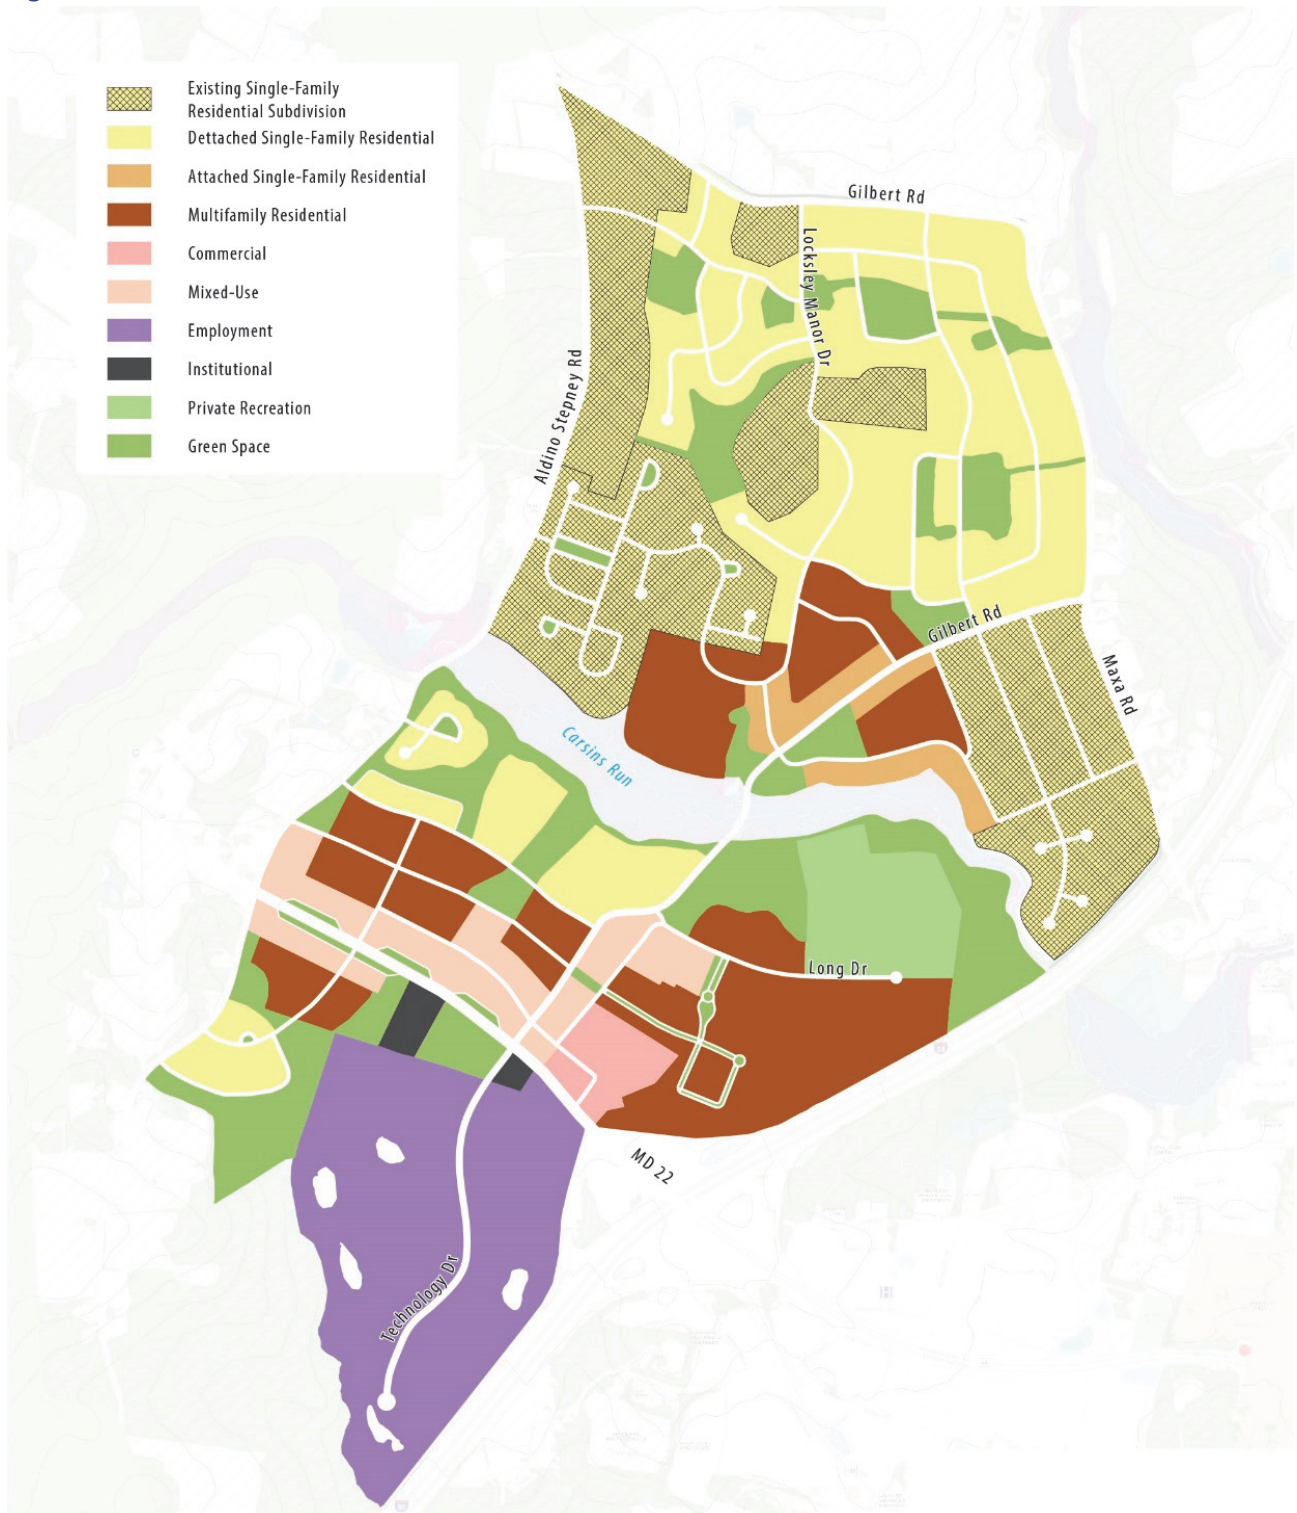 Existing Single-Family
Residential Subdivision
Dettached Single-Family Residential
Attached Single-Family Residential
Multifamily Residential
Commercial
Mixed-Use
Employment
Institutional
Private Recreation
Green Space
Gilbert Rd
Locksley Manor Dr
Aldino Stepney Rd
Gilbert Rd
Maxa Rd
Carsins Run
Long Dr
MD 22
Technology Dr
H